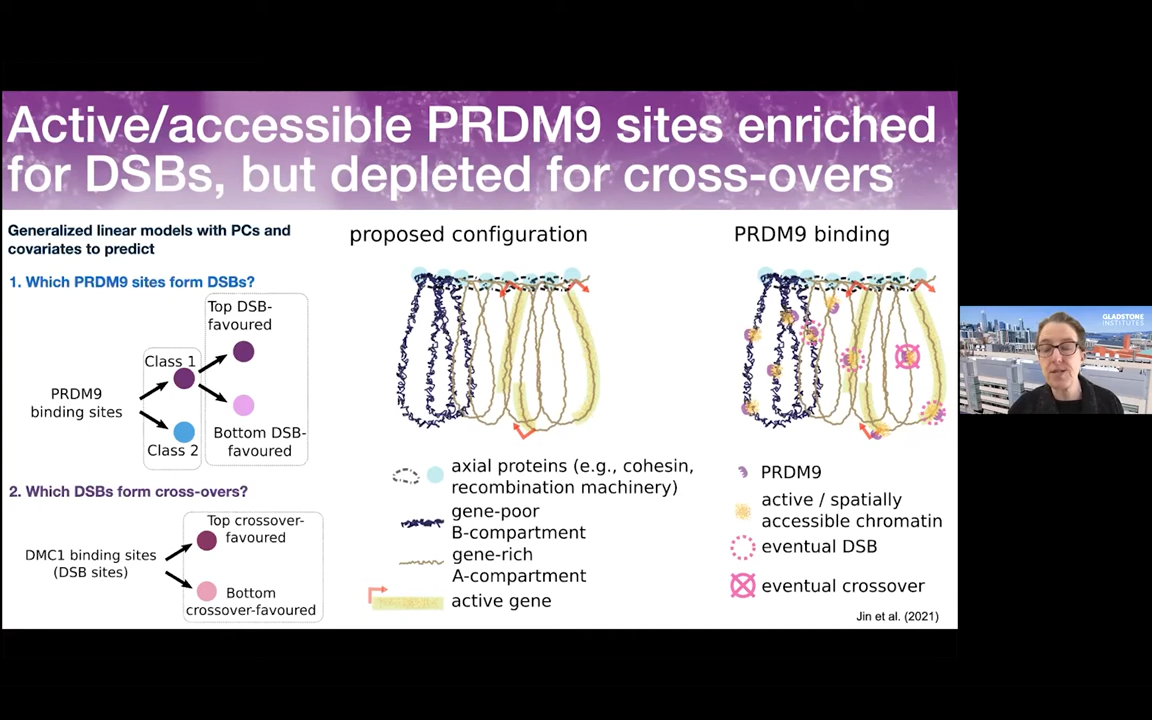 Active/accessible PRDM9 sites enriched
for DSBs, but depleted for cross-overs
Generalized linear models with PCs and
covariates to predict
1. Which PRDM9 sites form DSBs?
Top DSB-
favoured
Class 1
PRDM9
binding sites
Class 2
Bottom DSB-
favoured
2. Which DSBs form cross-overs?
Top crossover-
favoured
DMC1 binding sites
(DSB sites)
Bottom
crossover-favoured
proposed configuration
axial proteins (e.g., cohesin,
recombination machinery)
gene-poor
B-compartment
gene-rich
A-compartment
active gene
PRDM9 binding
PRDM9
active / spatially
accessible chromatin
eventual DSB
eventual crossover
Jin et al. (2021)
GLADSTONE
INSTITUTES